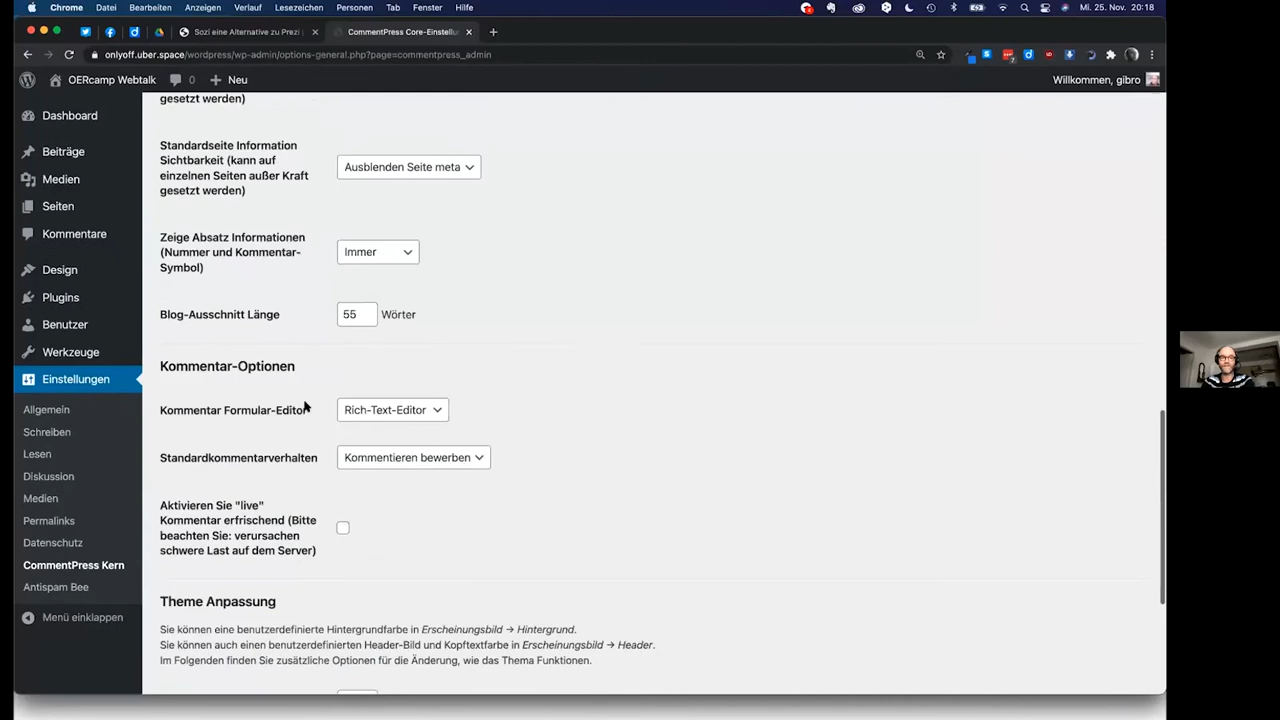 Chrome Datei Bearbeiten Ansicht Verlauf Lesezeichen Personen Tab Fenster Hilfe Mi. 25. Nov. 20:18
Sozi eine Alternative zu Prezi CommentPress Core-Einstellu
onlyoff.uber.space/wordpress/wp-admin/options-general.php?page=commentpress_admin
OERcamp Webtalk 0 Neu Willkommen, gibro
Dashboard
Beiträge
Medien
Seiten
Kommentare
Design
Plugins
Benutzer
Werkzeuge
Einstellungen
Allgemein
Schreiben
Lesen
Diskussion
Medien
Permalinks
Datenschutz
CommentPress Kern
Antispam Bee
Menü einklappen
gesetzt werden)
Standardseite Information
Sichtbarkeit (kann auf
einzelnen Seiten außer Kraft
gesetzt werden)
Ausblenden Seite meta
Zeige Absatz Informationen
(Nummer und Kommentar-
Symbol)
Immer
Blog-Ausschnitt Länge
55 Wörter
Kommentar-Optionen
Kommentar Formular-Editor
Rich-Text-Editor
Standardkommentarverhalten
Kommentieren bewerben
Aktivieren Sie "live"
Kommentar erfrischend (Bitte
beachten Sie: verursachen
schwere Last auf dem Server)
Theme Anpassung
Sie können eine benutzerdefinierte Hintergrundfarbe in Erscheinungsbild → Hintergrund.
Sie können auch einen benutzerdefinierten Header-Bild und Kopftextfarbe in Erscheinungsbild → Header.
Im Folgenden finden Sie zusätzliche Optionen für die Änderung, wie das Thema Funktionen.